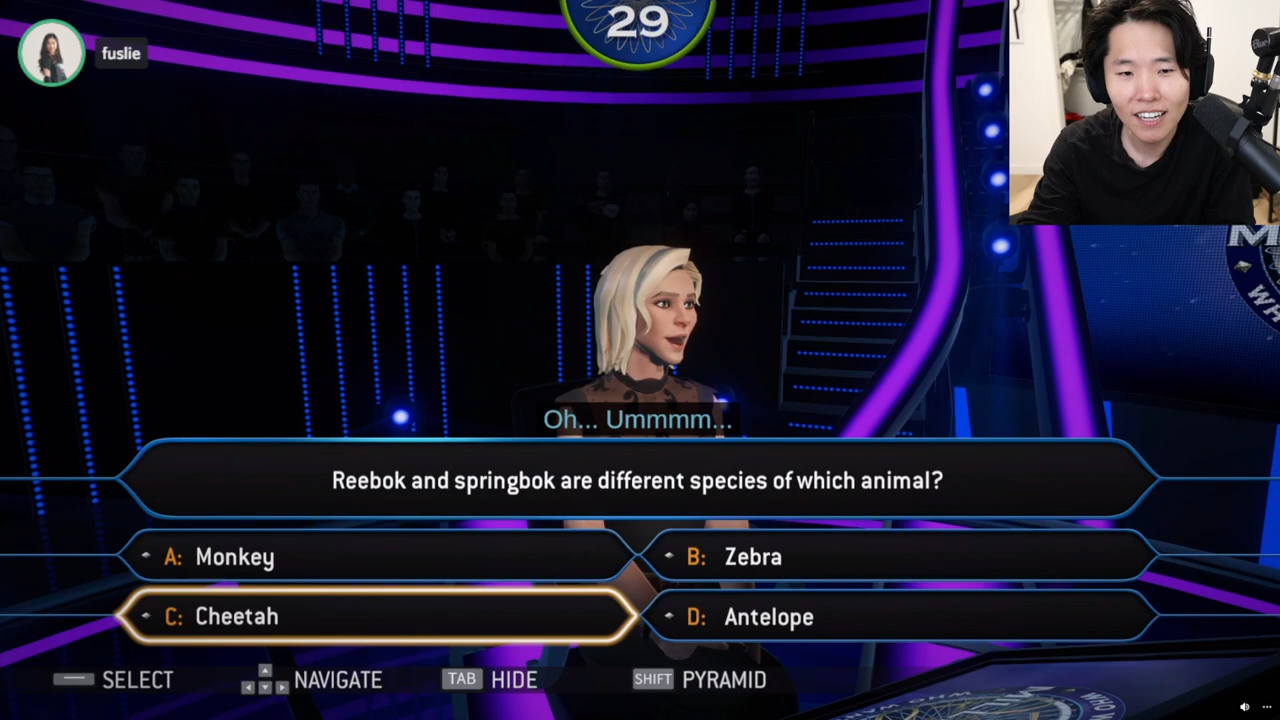 29
fuslie
Oh... Ummmm...
Reebok and springbok are different species of which animal?
A: Monkey
B: Zebra
C: Cheetah
D: Antelope
SELECT
NAVIGATE
TAB HIDE
SHIFT PYRAMID